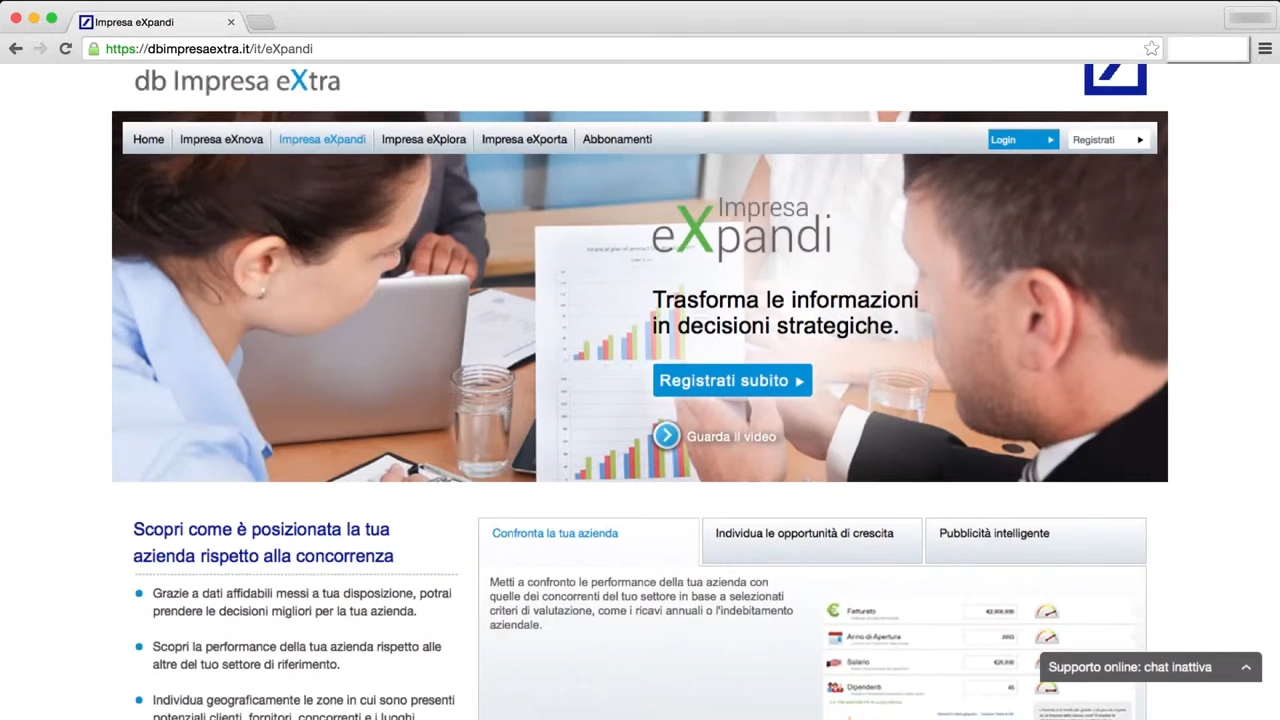 Impresa eXpandi
https://dbimpresaextra.it/it/eXpandi
db Impresa eXtra
Home Impresa eXnova Impresa eXpandi Impresa eXplora Impresa eXporta Abbonamenti Login Registrati
Impresa
eXpandi
Trasforma le informazioni
in decisioni strategiche.
Registrati subito
Guarda il video
Scopri come è posizionata la tua
azienda rispetto alla concorrenza
Grazie a dati affidabili messi a tua disposizione, potrai
prendere le decisioni migliori per la tua azienda.
Scopri la performance della tua azienda rispetto alle
altre del tuo settore di riferimento.
Individua geograficamente le zone in cui sono presenti
potenziali clienti, fornitori, concorrenti e i luoghi
Confronta la tua azienda Individua le opportunità di crescita Pubblicità intelligente
Metti a confronto le performance della tua azienda con
quelle dei concorrenti del tuo settore in base a selezionati
criteri di valutazione, come i ricavi annuali o l'indebitamento
aziendale.
Fatturato
Anno di Apertura
Salario
Dipendenti
Supporto online: chat inattiva